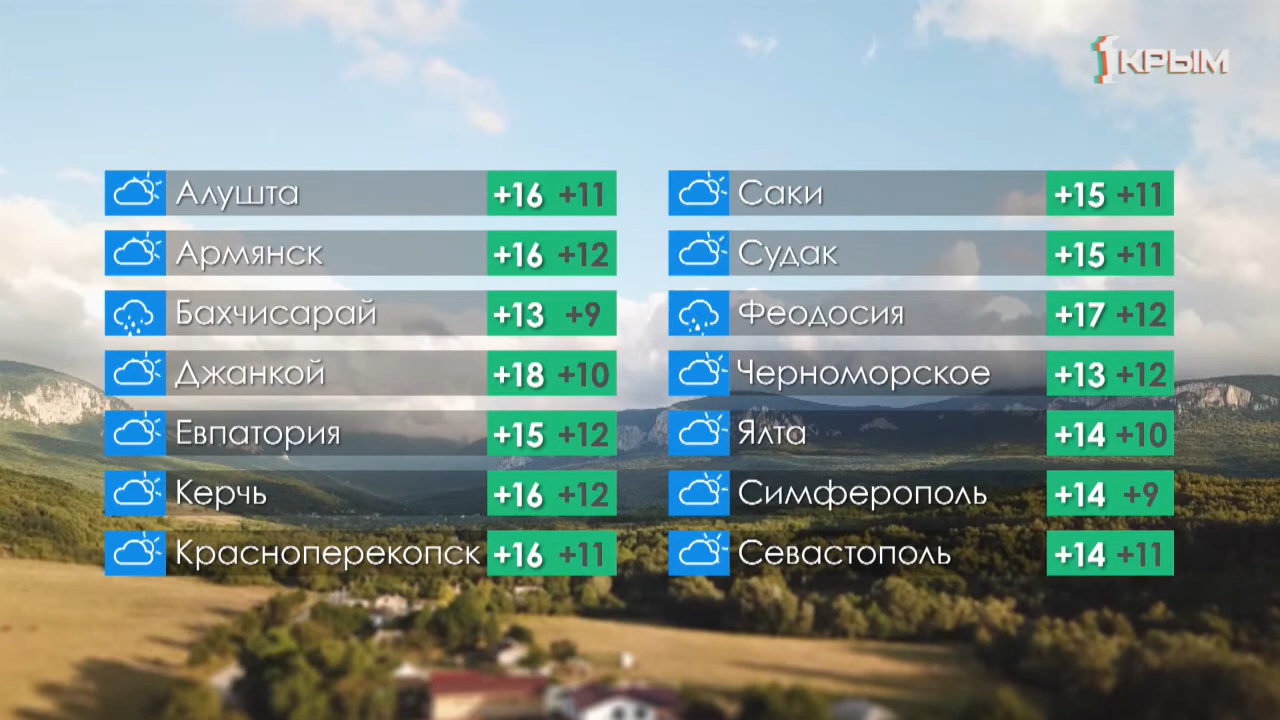 1 КРЫМ
Алушта +16 +11
Армянск +16 +12
Бахчисарай +13 +9
Джанкой +18 +10
Евпатория +15 +12
Керчь +16 +12
Красноперекопск +16 +11
Саки +15 +11
Судак +15 +11
Феодосия +17 +12
Черноморское +13 +12
Ялта +14 +10
Симферополь +14 +9
Севастополь +14 +11